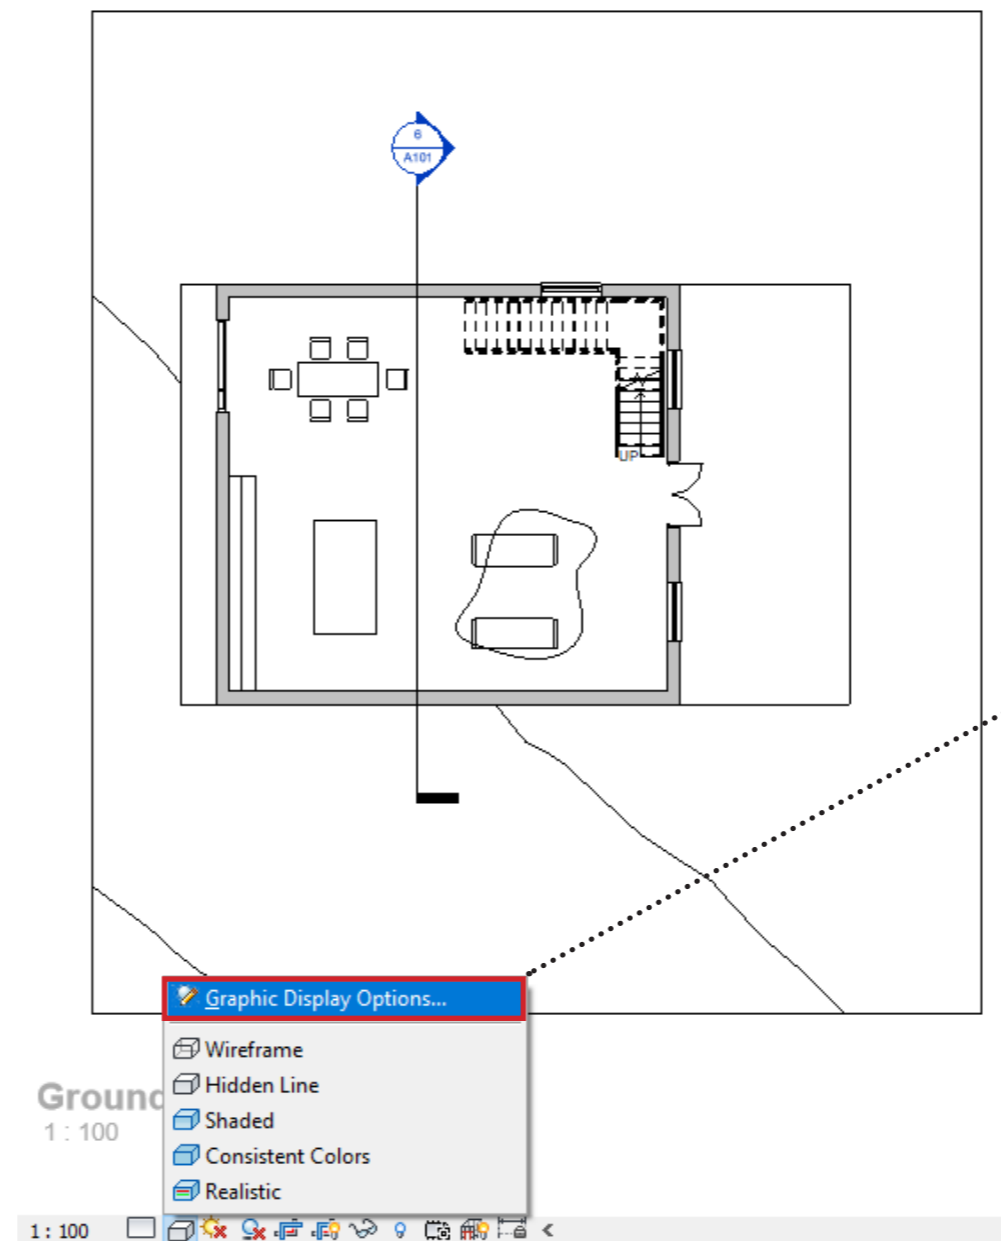 6
A101
UP
Graphic Display Options...
Wireframe
Hidden Line
Ground
1 : 100
Shaded
Consistent Colors
Realistic
1 : 100